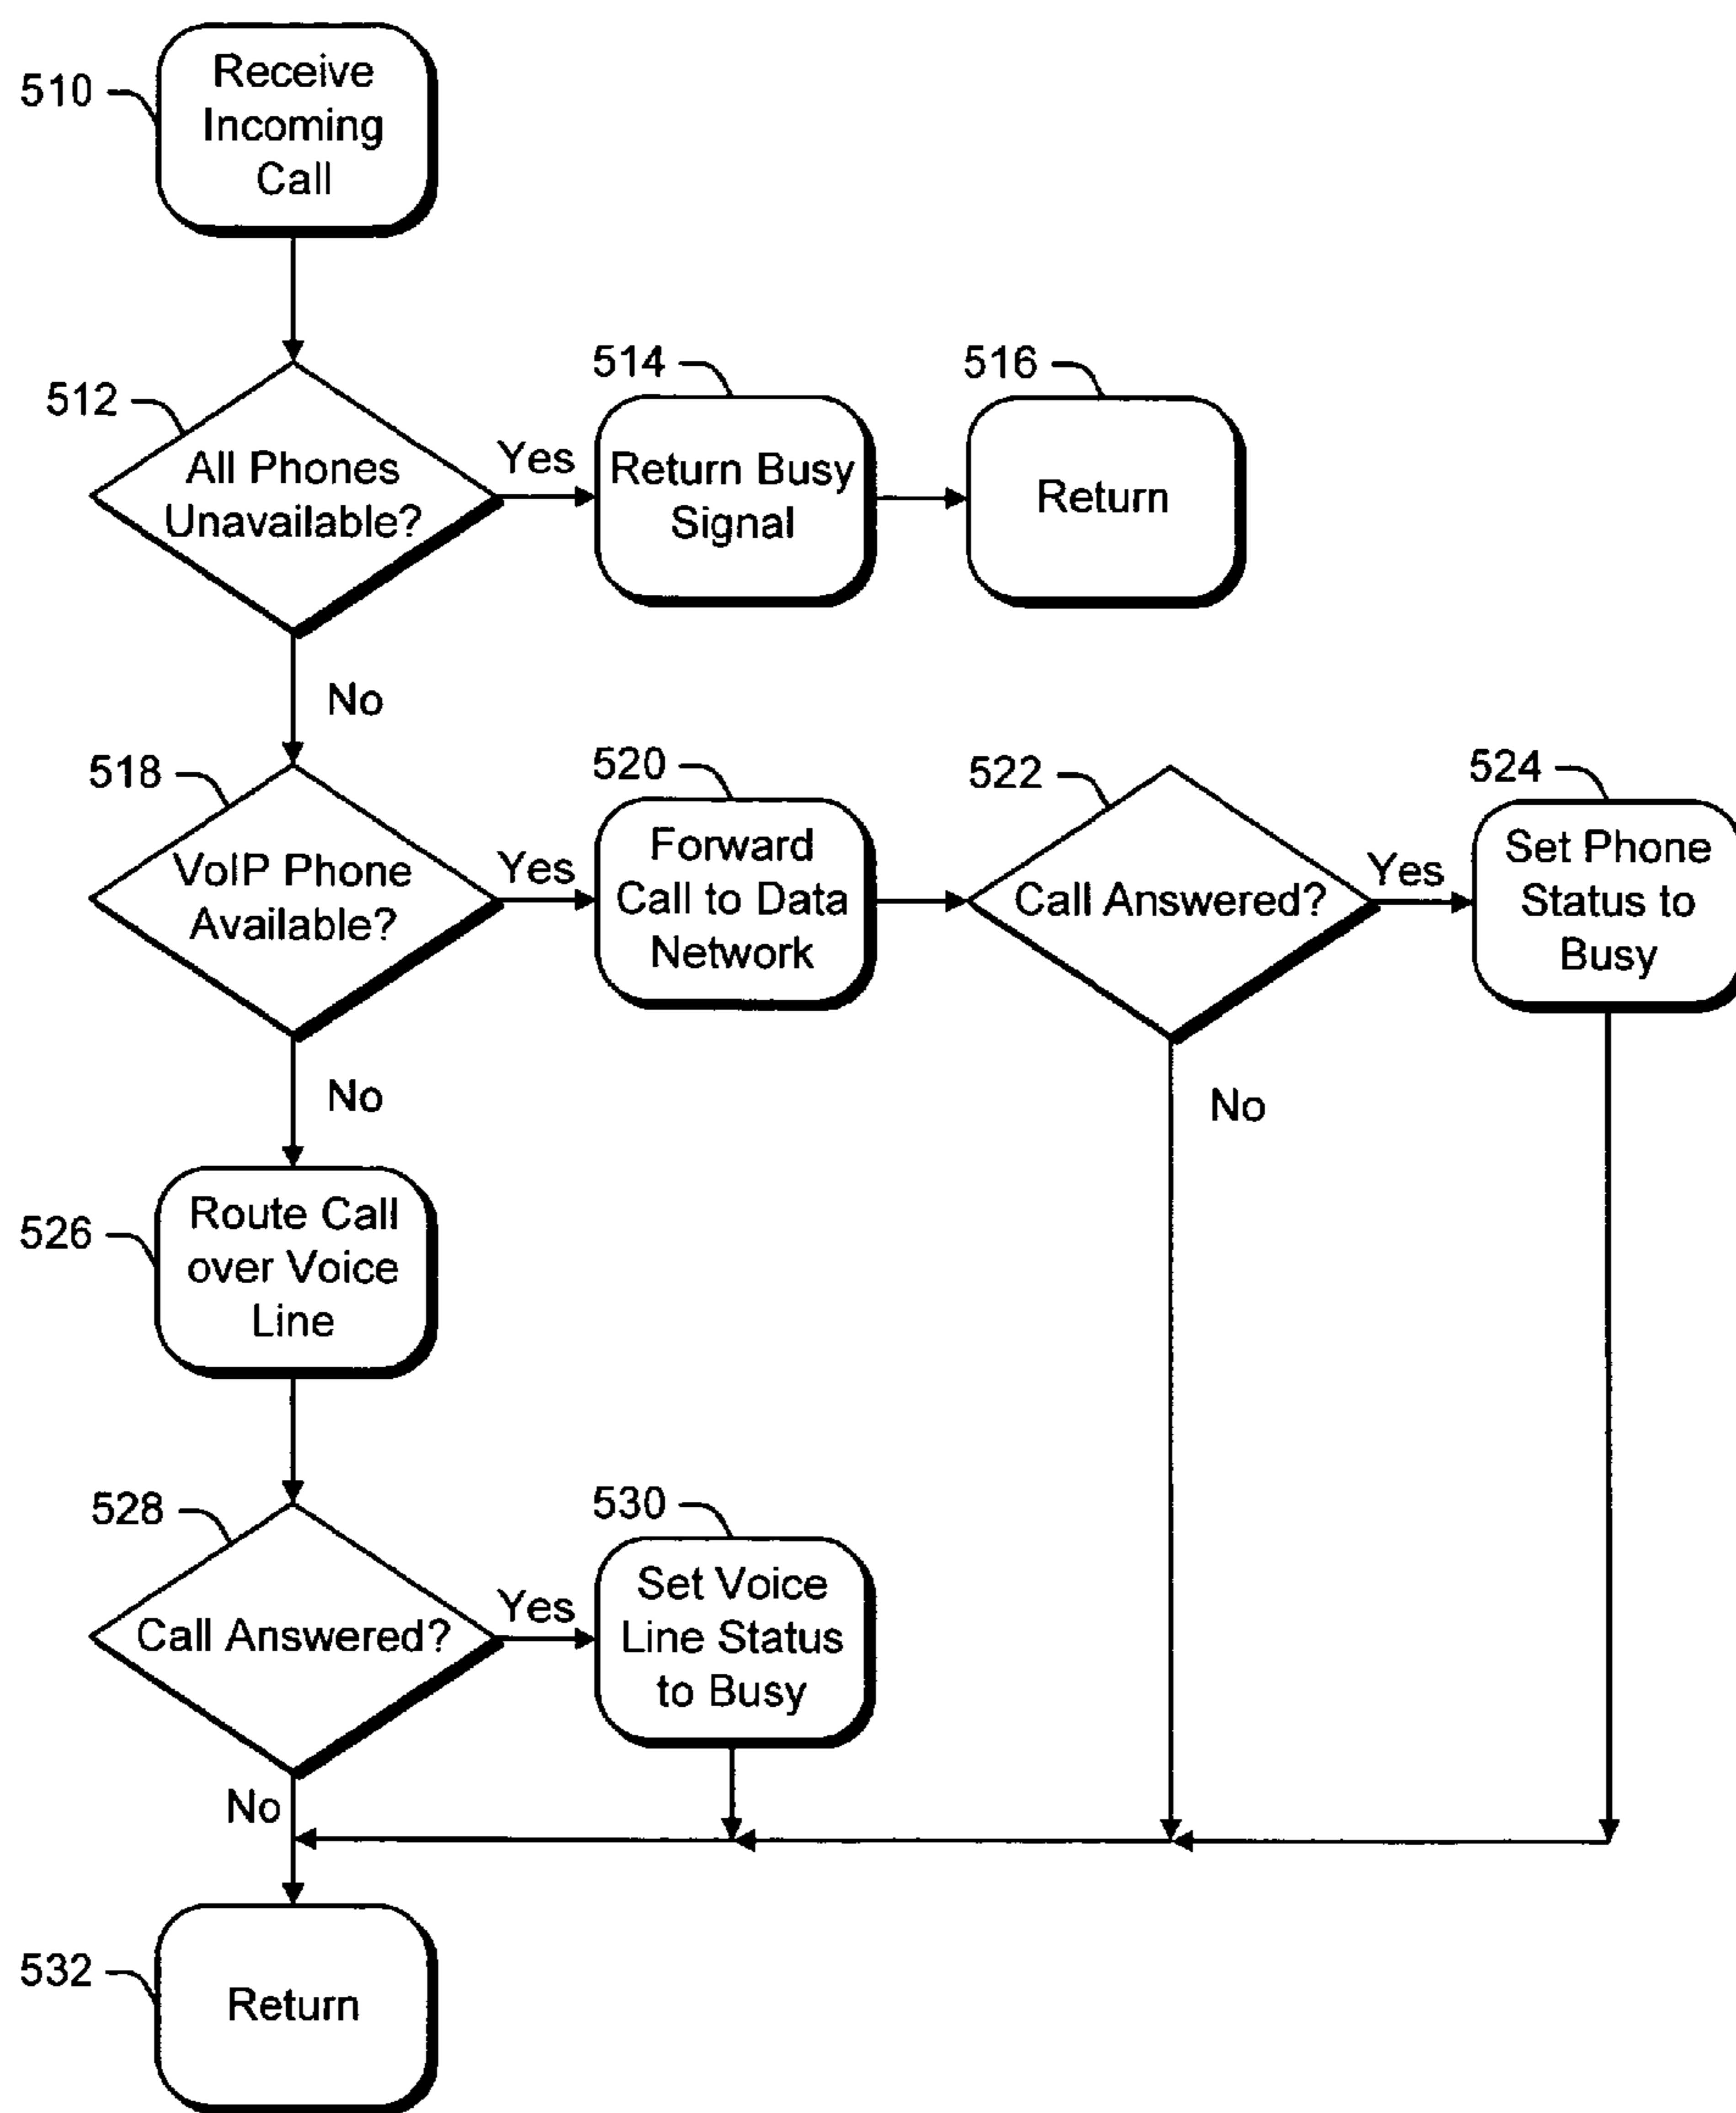 510
Receive
Incoming
Call
512
All Phones
Unavailable?
Yes
514
Return Busy
Signal
516
Return
No
518
VoIP Phone
Available?
Yes
520
Forward
Call to Data
Network
522
Call Answered?
Yes
524
Set Phone
Status to
Busy
No
No
526
Route Call
over Voice
Line
528
Call Answered?
Yes
530
Set Voice
Line Status
to Busy
No
532
Return